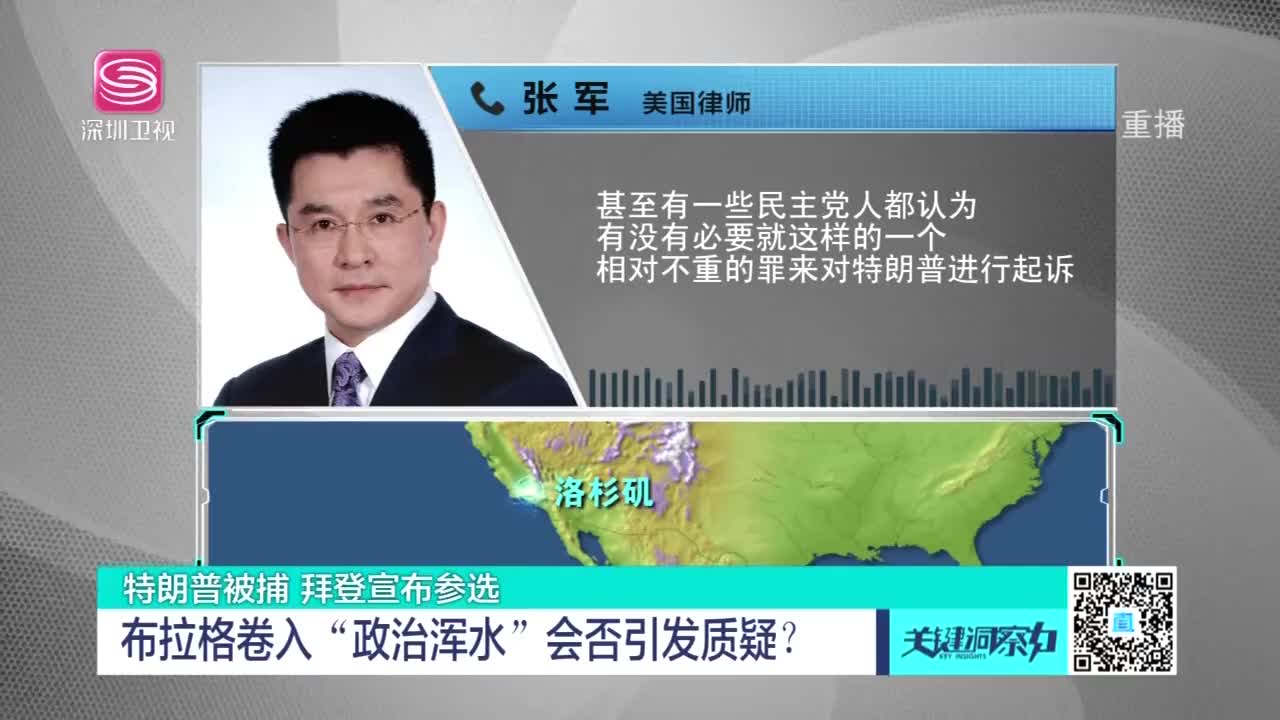 深圳卫视
张军 美国律师
重播
甚至有一些民主党人都认为
有没有必要就这样的一个
相对不重的罪来对特朗普进行起诉
洛杉矶
特朗普被捕 拜登宣布参选
布拉格卷入“政治浑水”会否引发质疑?
关键洞察力
KEY INSIGHTS
直